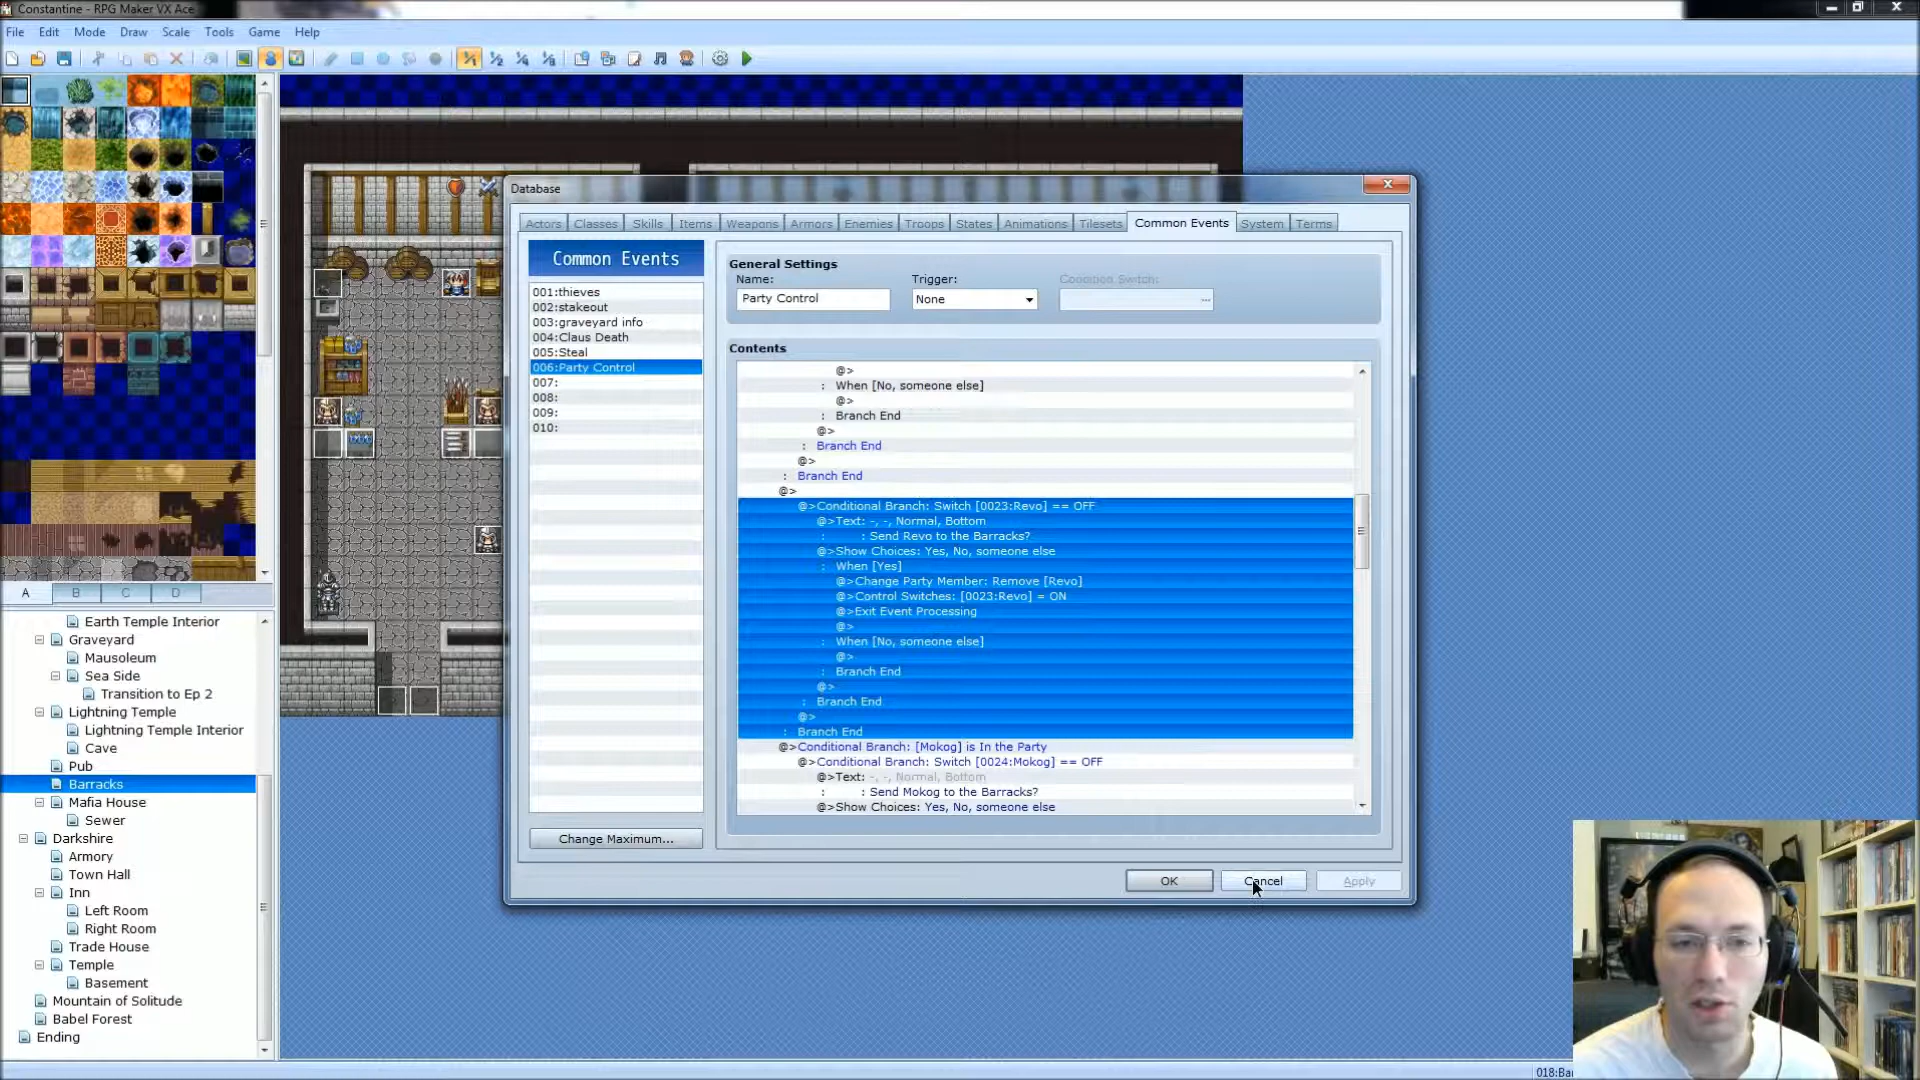 Constantine - RPG Maker VX Ace
File Edit Mode Draw Scale Tools Game Help
Database
Actors Classes Skills Items Weapons Armors Enemies Troops States Animations Tilesets Common Events System Terms
Common Events
001:thieves
002:stakeout
003:graveyard info
004:Claus Death
005:Steal
006:Party Control
007:
008:
009:
010:
Change Maximum...
General Settings
Name: Trigger: Condition Switch:
Party Control None ...
Contents
@>
: When [No, someone else]
@>
: Branch End
@>
: Branch End
@>
: Branch End
@>
@>Conditional Branch: Switch [0023:Revo] == OFF
@>Text: -, -, Normal, Bottom
: : Send Revo to the Barracks?
@>Show Choices: Yes, No, someone else
: When [Yes]
@>Change Party Member: Remove [Revo]
@>Control Switches: [0023:Revo] = ON
@>Exit Event Processing
@>
: When [No, someone else]
@>
: Branch End
@>
: Branch End
@>
: Branch End
@>Conditional Branch: [Mokog] is In the Party
@>Conditional Branch: Switch [0024:Mokog] == OFF
@>Text: -, -, Normal, Bottom
: : Send Mokog to the Barracks?
@>Show Choices: Yes, No, someone else
OK Cancel Apply
A B C D
Earth Temple Interior
Graveyard
Mausoleum
Sea Side
Transition to Ep 2
Lightning Temple
Lightning Temple Interior
Cave
Pub
Barracks
Mafia House
Sewer
Darkshire
Armory
Town Hall
Inn
Left Room
Right Room
Trade House
Temple
Basement
Mountain of Solitude
Babel Forest
Ending
018:Bar